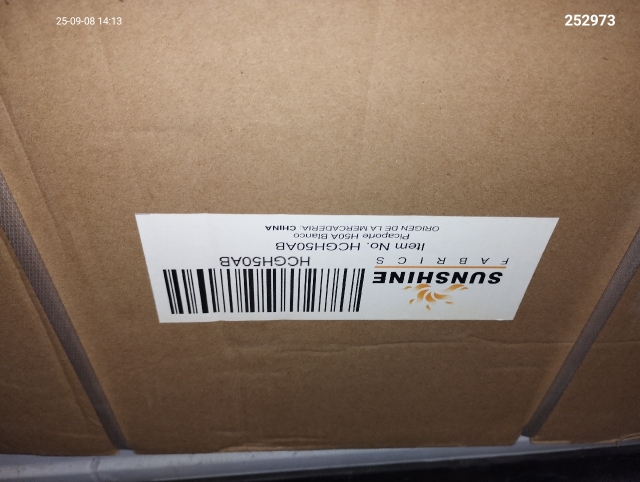 25-09-08 14:13
252973
SUNSHINE
FABRICS
HCGH50AB
Item No. HCGH50AB
Picaporte H50A Blanco
ORIGEN DE LA MERCADERIA: CHINA